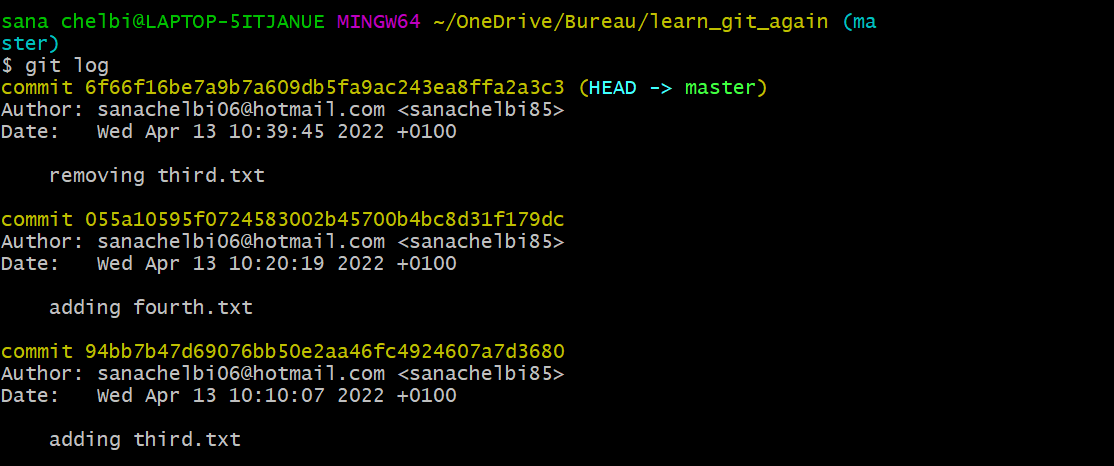 sana chelbi@LAPTOP-5ITJANUE MINGW64 ~/OneDrive/Bureau/learn_git_again (ma
ster)
$ git log
commit 6f66f16be7a9b7a609db5fa9ac243ea8ffa2a3c3 (HEAD -> master)
Author: sanachelbi06@hotmail.com <sanachelbi85>
Date:   Wed Apr 13 10:39:45 2022 +0100

    removing third.txt

commit 055a10595f0724583002b45700b4bc8d31f179dc
Author: sanachelbi06@hotmail.com <sanachelbi85>
Date:   Wed Apr 13 10:20:19 2022 +0100

    adding fourth.txt

commit 94bb7b47d69076bb50e2aa46fc4924607a7d3680
Author: sanachelbi06@hotmail.com <sanachelbi85>
Date:   Wed Apr 13 10:10:07 2022 +0100

    adding third.txt